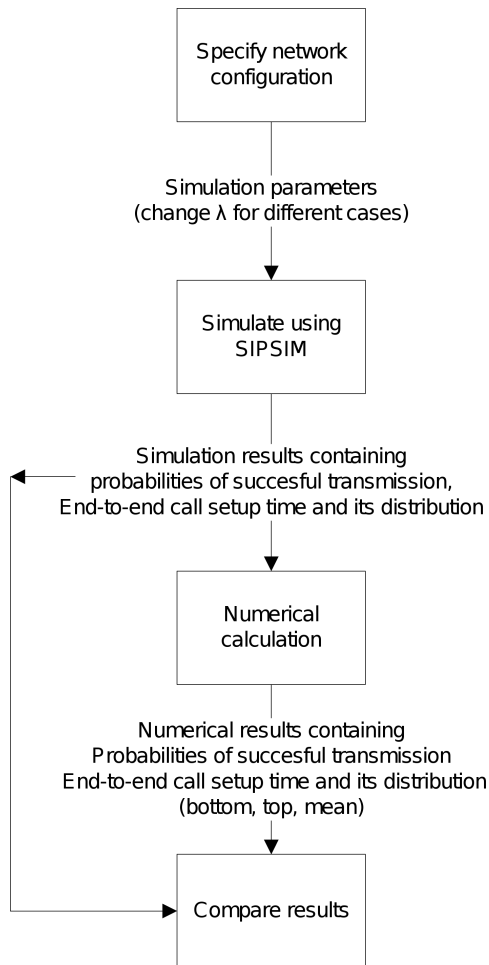 Specify network
configuration
Simulation parameters
(change λ for different cases)
Simulate using
SIPSIM
Simulation results containing
probabilities of succesful transmission,
End-to-end call setup time and its distribution
Numerical
calculation
Numerical results containing
Probabilities of succesful transmission
End-to-end call setup time and its distribution
(bottom, top, mean)
Compare results